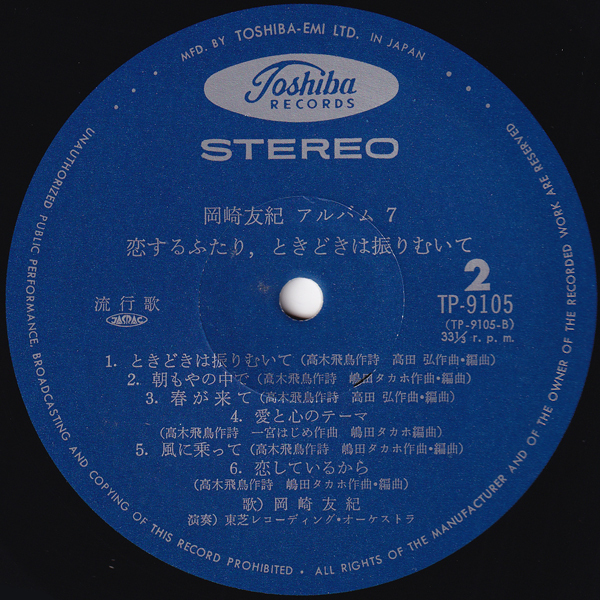 MFD. BY TOSHIBA-EMI LTD. IN JAPAN
Toshiba
RECORDS
STEREO
岡崎友紀 アルバム 7
恋するふたり，ときどきは振りむいて
2
流行歌
TP-9105
JASRAC
(TP-9105-B)
33⅓ r. p. m.
1. ときどきは振りむいて (高木飛鳥作詩 高田 弘作曲•編曲)
2. 朝もやの中で (高木飛鳥作詩 嶋田タカホ作曲•編曲)
3. 春が来て (高木飛鳥作詩 高田 弘作曲•編曲)
4. 愛と心のテーマ
(高木飛鳥作詩 一宮はじめ作曲 嶋田タカホ編曲)
5. 風に乗って (高木飛鳥作詩 嶋田タカホ作曲•編曲)
6. 恋しているから
(高木飛鳥作詩 嶋田タカホ作曲•編曲)
歌) 岡崎友紀
演奏) 東芝レコーディング•オーケストラ
UNAUTHORIZED PUBLIC PERFORMANCE, BROADCASTING AND COPYING OF THIS RECORD PROHIBITED • ALL RIGHTS OF THE MANUFACTURER AND OF THE OWNER OF THE RECORDED WORK ARE RESERVED